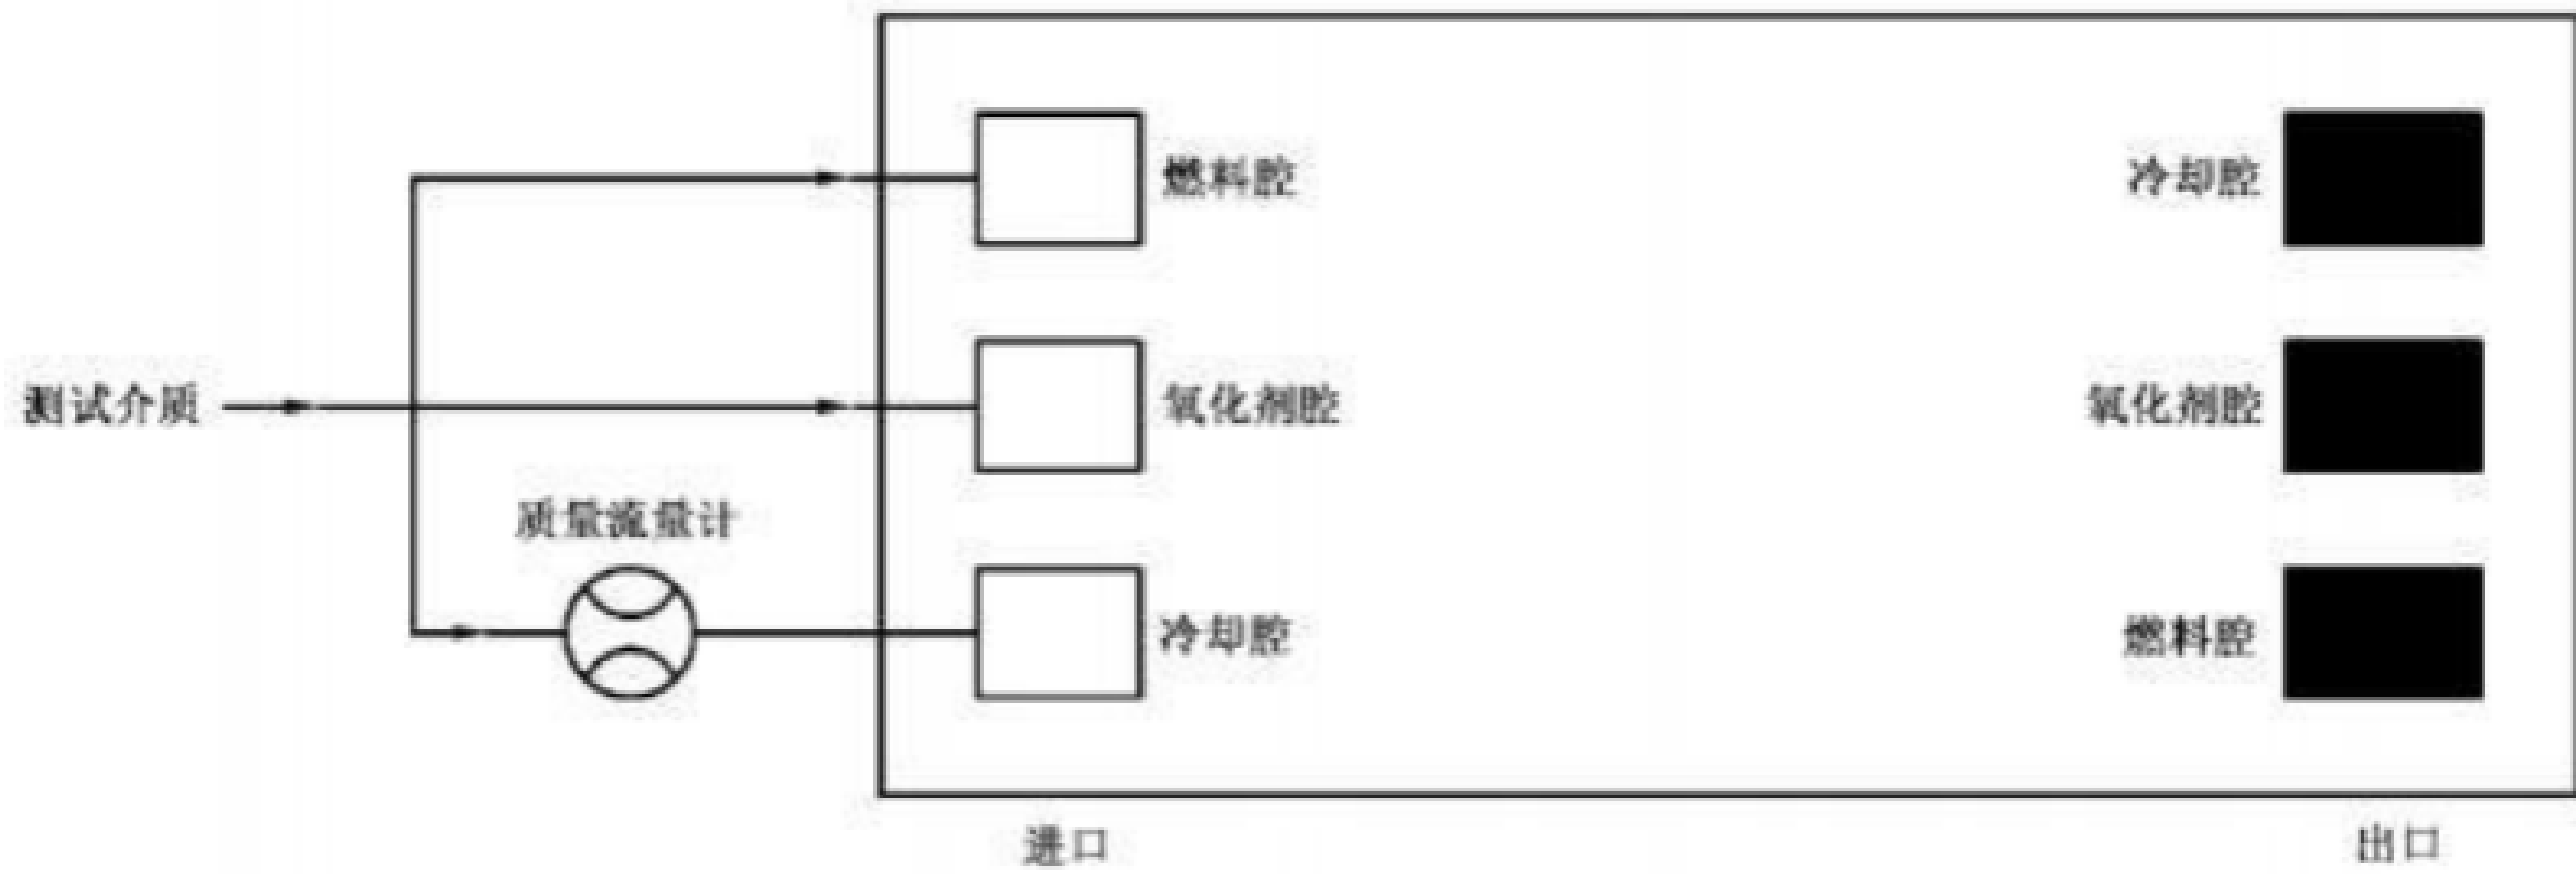 燃料腔
冷却腔
测试介质
氧化剂腔
氧化剂腔
质量流量计
冷却腔
燃料腔
进口
出口